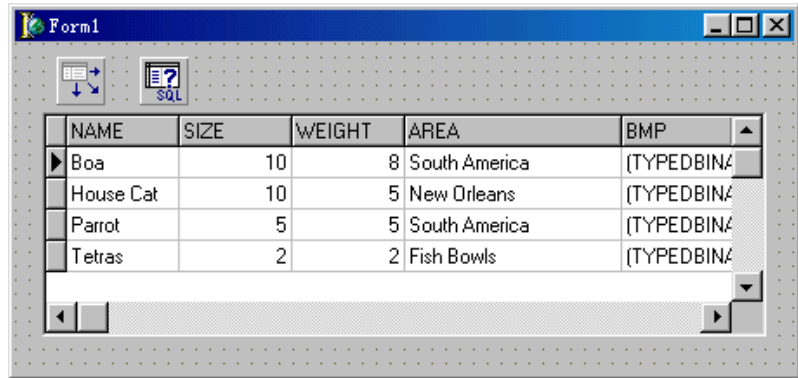 Form1
SQL
NAME SIZE WEIGHT AREA BMP
Boa 10 8 South America (TYPEDBINA
House Cat 10 5 New Orleans (TYPEDBINA
Parrot 5 5 South America (TYPEDBINA
Tetras 2 2 Fish Bowls (TYPEDBINA